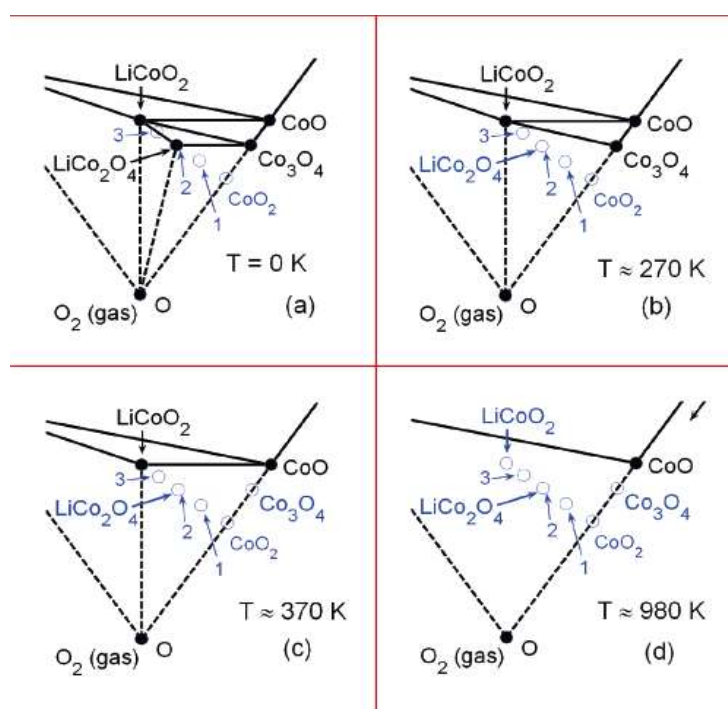 LiCoO2
CoO
3
LiCo2O4
Co3O4
2
CoO2
1
T = 0 K
O2 (gas)
O
(a)
LiCoO2
CoO
3
LiCo2O4
Co3O4
2
CoO2
1
T ≈ 270 K
O2 (gas)
O
(b)
LiCoO2
CoO
3
LiCo2O4
Co3O4
2
CoO2
1
T ≈ 370 K
O2 (gas)
O
(c)
LiCoO2
CoO
3
LiCo2O4
Co3O4
2
CoO2
1
T ≈ 980 K
O2 (gas)
O
(d)